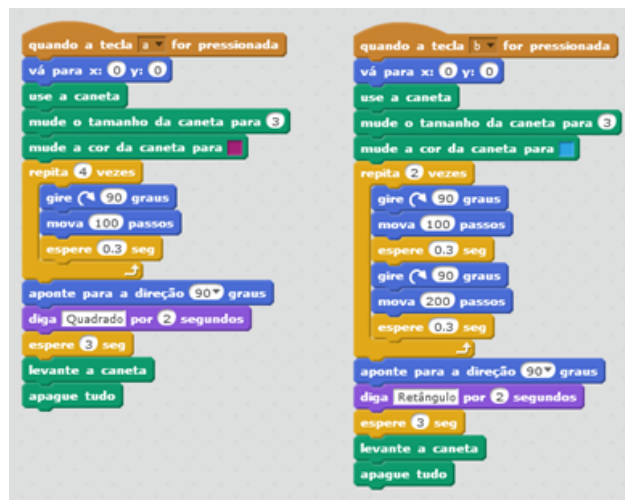 quando a tecla a for pressionada
vá para x: 0 y: 0
use a caneta
mude o tamanho da caneta para 3
mude a cor da caneta para
repita 4 vezes
gire 90 graus
mova 100 passos
espere 0.3 seg
aponte para a direção 90 graus
diga Quadrado por 2 segundos
espere 3 seg
levante a caneta
apague tudo
quando a tecla b for pressionada
vá para x: 0 y: 0
use a caneta
mude o tamanho da caneta para 3
mude a cor da caneta para
repita 2 vezes
gire 90 graus
mova 100 passos
espere 0.3 seg
gire 90 graus
mova 200 passos
espere 0.3 seg
aponte para a direção 90 graus
diga Retângulo por 2 segundos
espere 3 seg
levante a caneta
apague tudo